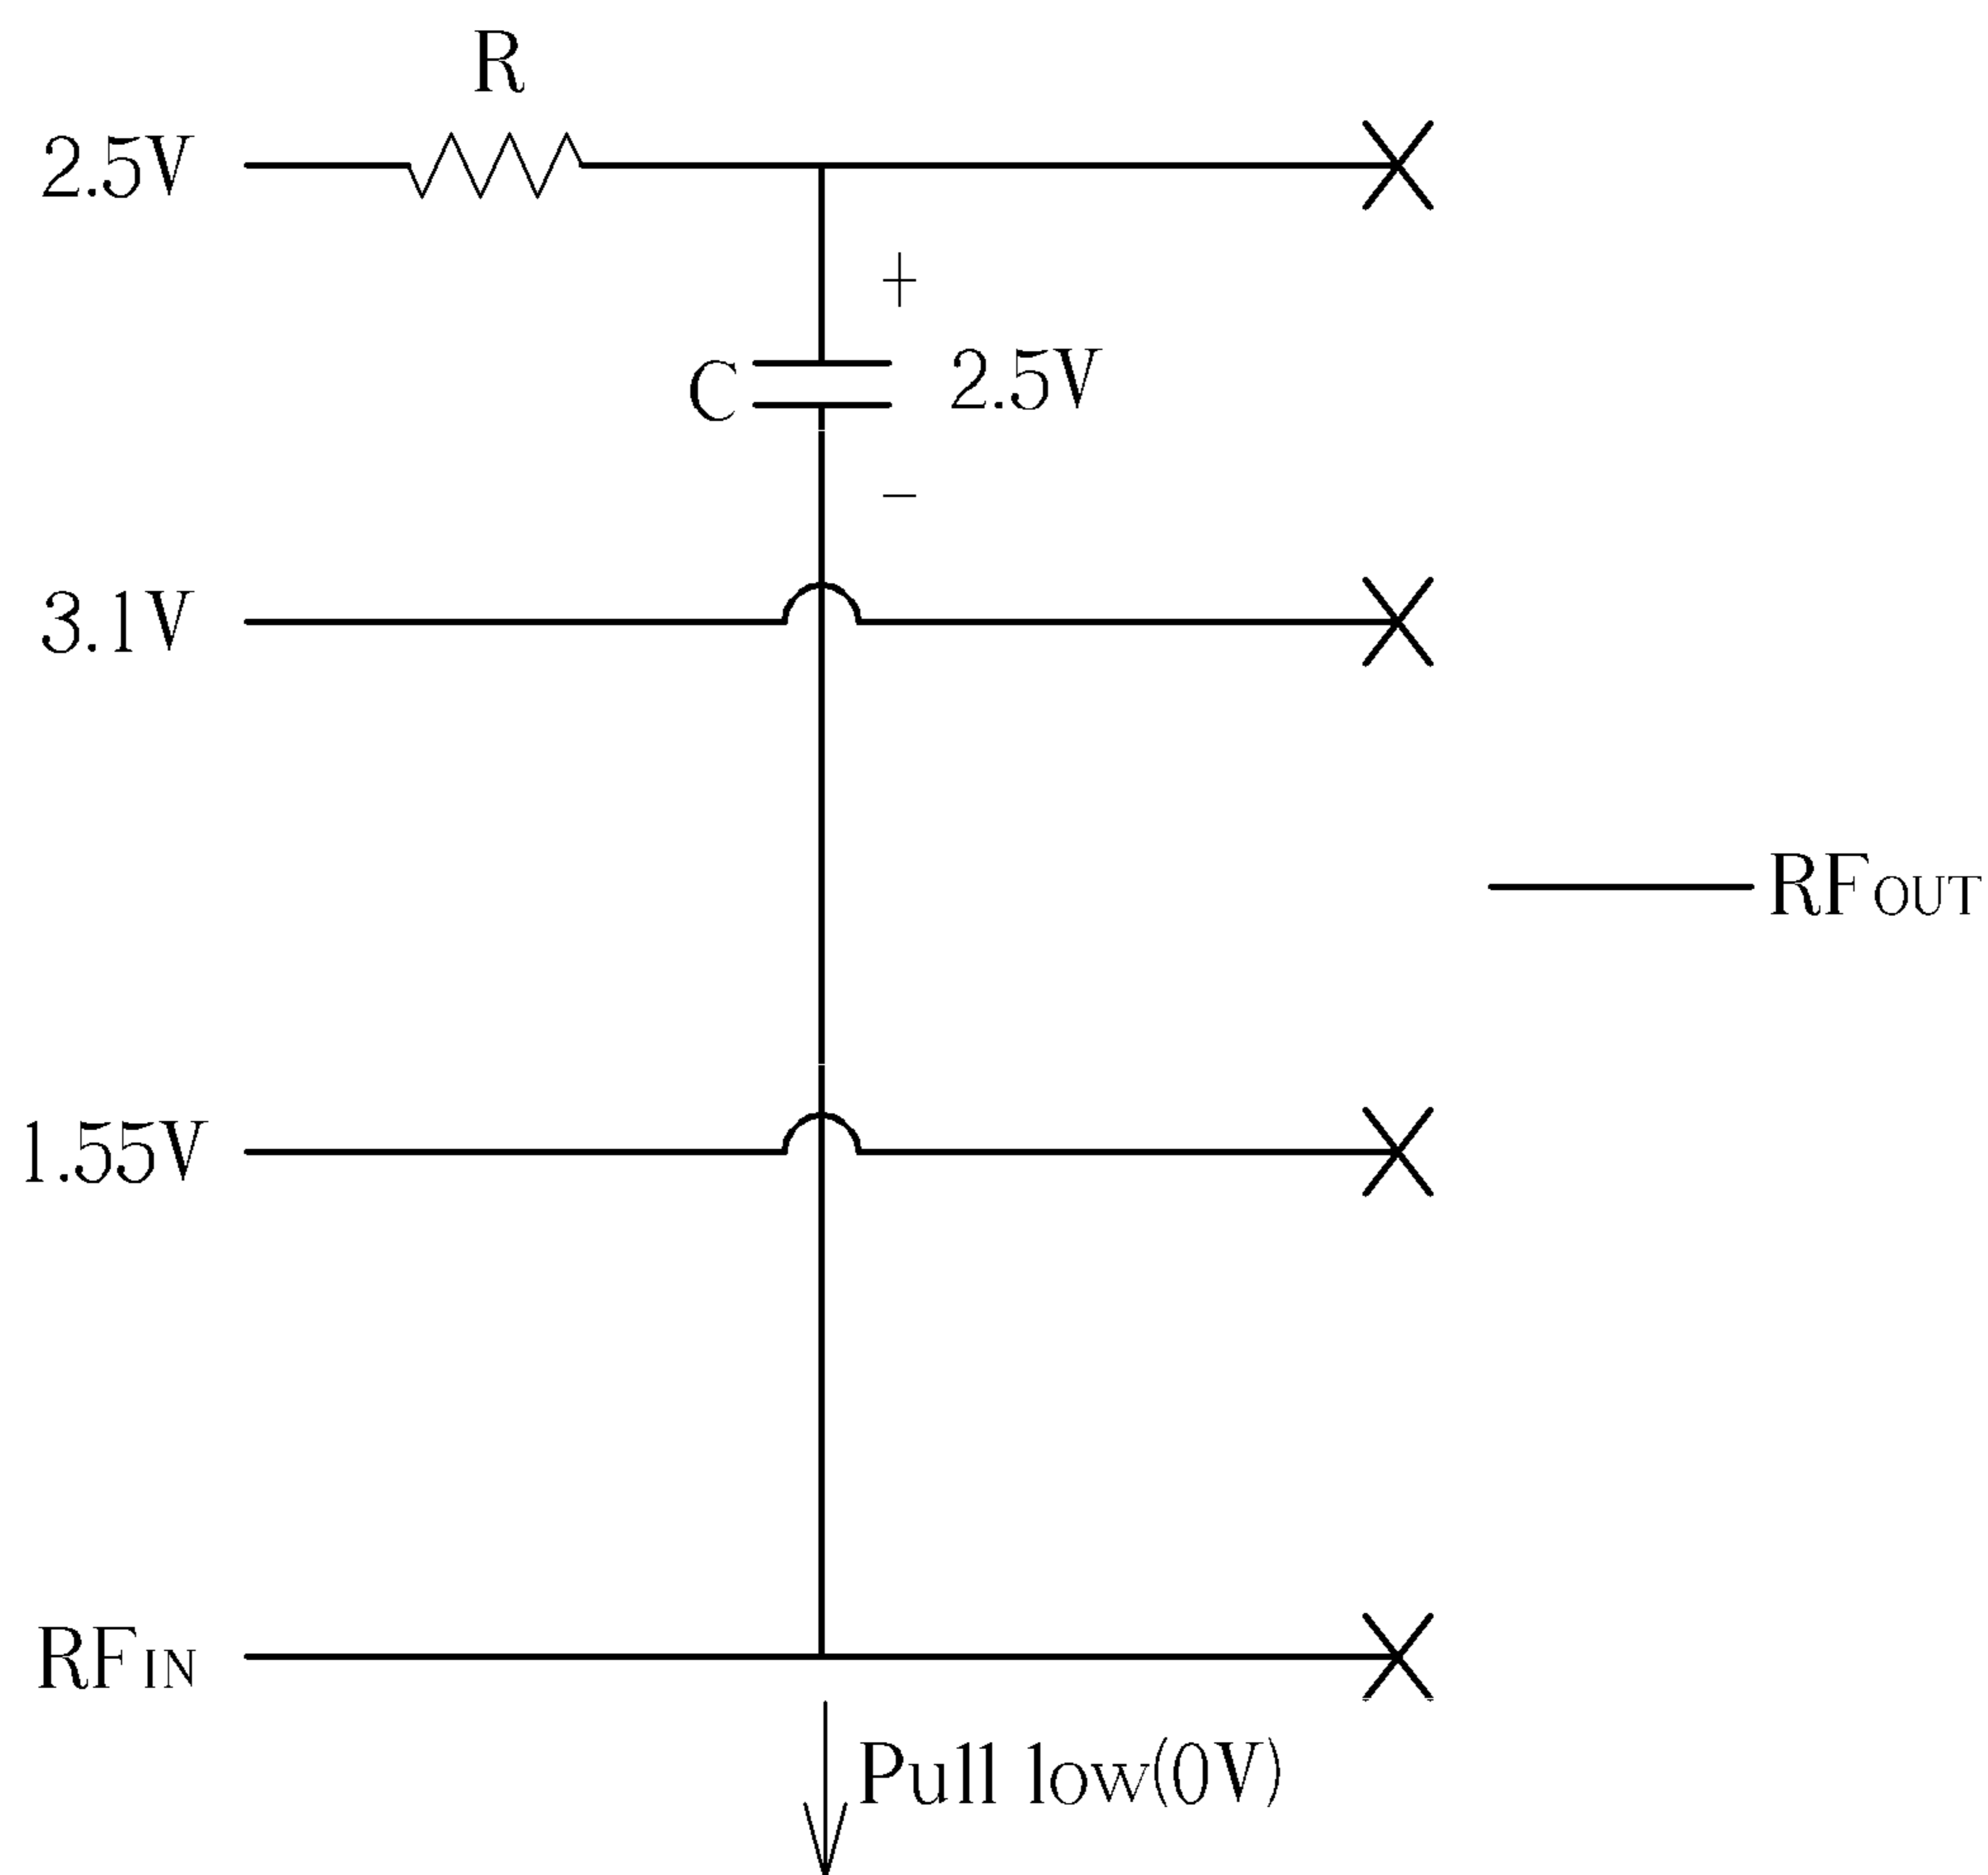 R
2.5V
+
C
2.5V
−
3.1V
RFOUT
1.55V
RFIN
Pull low(0V)